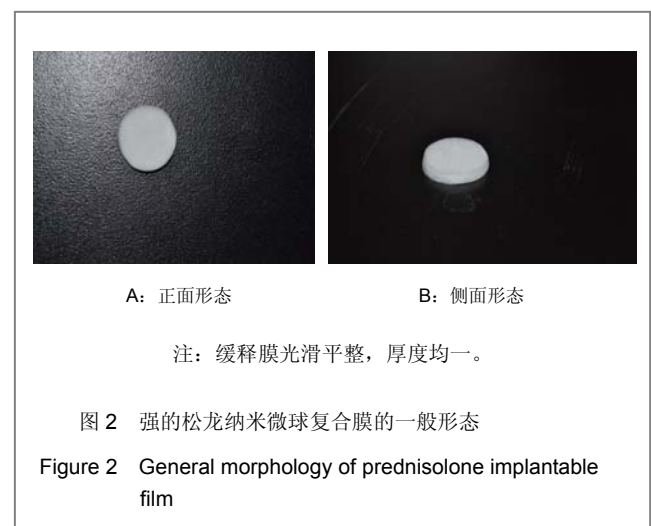 A：正面形态
B：侧面形态
注：缓释膜光滑平整，厚度均一。
图 2 强的松龙纳米微球复合膜的一般形态
Figure 2 General morphology of prednisolone implantable
film